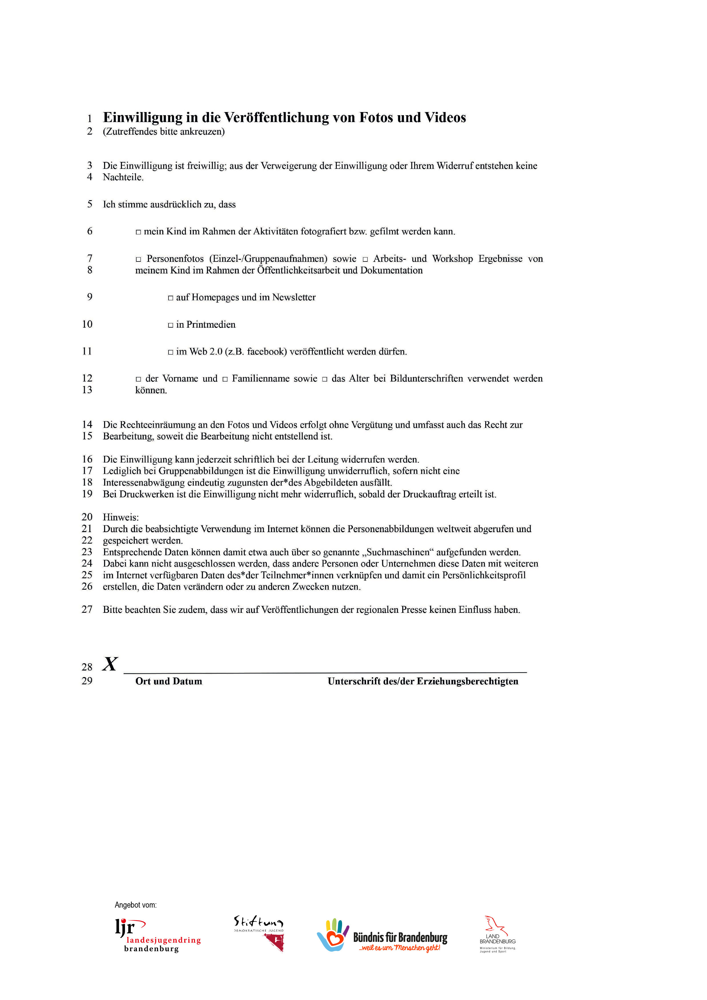 1 Einwilligung in die Veröffentlichung von Fotos und Videos
2 (Zutreffendes bitte ankreuzen)
3 Die Einwilligung ist freiwillig; aus der Verweigerung der Einwilligung oder Ihrem Widerruf entstehen keine
4 Nachteile.
5 Ich stimme ausdrücklich zu, dass
6 □ mein Kind im Rahmen der Aktivitäten fotografiert bzw. gefilmt werden kann.
7 □ Personenfotos (Einzel-/Gruppenaufnahmen) sowie □ Arbeits- und Workshop Ergebnisse von
8 meinem Kind im Rahmen der Öffentlichkeitsarbeit und Dokumentation
9 □ auf Homepages und im Newsletter
10 □ in Printmedien
11 □ im Web 2.0 (z.B. facebook) veröffentlicht werden dürfen.
12 □ der Vorname und □ Familienname sowie □ das Alter bei Bildunterschriften verwendet werden
13 können.
14 Die Rechteeinräumung an den Fotos und Videos erfolgt ohne Vergütung und umfasst auch das Recht zur
15 Bearbeitung, soweit die Bearbeitung nicht entstellend ist.
16 Die Einwilligung kann jederzeit schriftlich bei der Leitung widerrufen werden.
17 Lediglich bei Gruppenabbildungen ist die Einwilligung unwiderruflich, sofern nicht eine
18 Interessenabwägung eindeutig zugunsten der*des Abgebildeten ausfällt.
19 Bei Druckwerken ist die Einwilligung nicht mehr widerruflich, sobald der Druckauftrag erteilt ist.
20 Hinweis:
21 Durch die beabsichtigte Verwendung im Internet können die Personenabbildungen weltweit abgerufen und
22 gespeichert werden.
23 Entsprechende Daten können damit etwa auch über so genannte „Suchmaschinen“ aufgefunden werden.
24 Dabei kann nicht ausgeschlossen werden, dass andere Personen oder Unternehmen diese Daten mit weiteren
25 im Internet verfügbaren Daten des*der Teilnehmer*innen verknüpfen und damit ein Persönlichkeitsprofil
26 erstellen, die Daten verändern oder zu anderen Zwecken nutzen.
27 Bitte beachten Sie zudem, dass wir auf Veröffentlichungen der regionalen Presse keinen Einfluss haben.
28 X
29 Ort und Datum Unterschrift des/der Erziehungsberechtigten
Angebot vom:
ljr
landesjugendring
brandenburg
Stiftung
DEMOKRATISCHE JUGEND
Bündnis für Brandenburg
...weil es um Menschen geht!
LAND
BRANDENBURG
Ministerium für Bildung,
Jugend und Sport